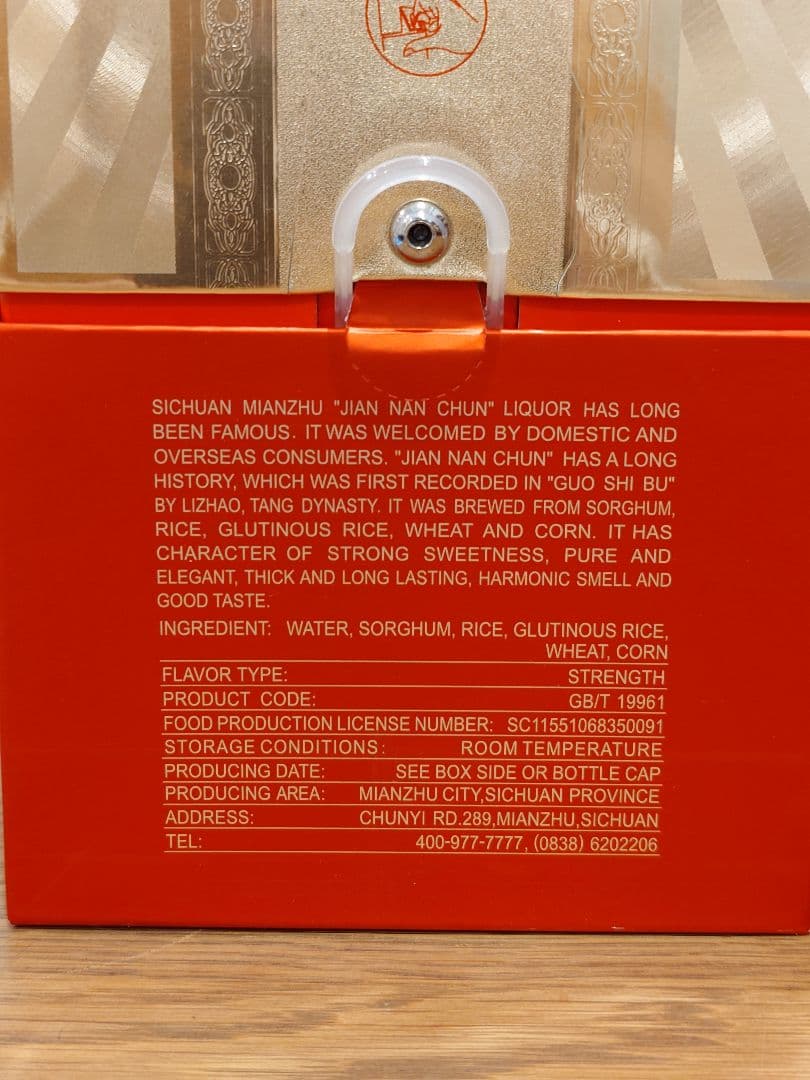 SICHUAN MIANZHU "JIAN NAN CHUN" LIQUOR HAS LONG
BEEN FAMOUS. IT WAS WELCOMED BY DOMESTIC AND
OVERSEAS CONSUMERS. "JIAN NAN CHUN" HAS A LONG
HISTORY, WHICH WAS FIRST RECORDED IN "GUO SHI BU"
BY LIZHAO, TANG DYNASTY. IT WAS BREWED FROM SORGHUM,
RICE, GLUTINOUS RICE, WHEAT AND CORN. IT HAS
CHARACTER OF STRONG SWEETNESS, PURE AND
ELEGANT, THICK AND LONG LASTING, HARMONIC SMELL AND
GOOD TASTE.
INGREDIENT: WATER, SORGHUM, RICE, GLUTINOUS RICE,
WHEAT, CORN
FLAVOR TYPE: STRENGTH
PRODUCT CODE: GB/T 19961
FOOD PRODUCTION LICENSE NUMBER: SC11551068350091
STORAGE CONDITIONS: ROOM TEMPERATURE
PRODUCING DATE: SEE BOX SIDE OR BOTTLE CAP
PRODUCING AREA: MIANZHU CITY,SICHUAN PROVINCE
ADDRESS: CHUNYI RD.289,MIANZHU,SICHUAN
TEL: 400-977-7777, (0838) 6202206